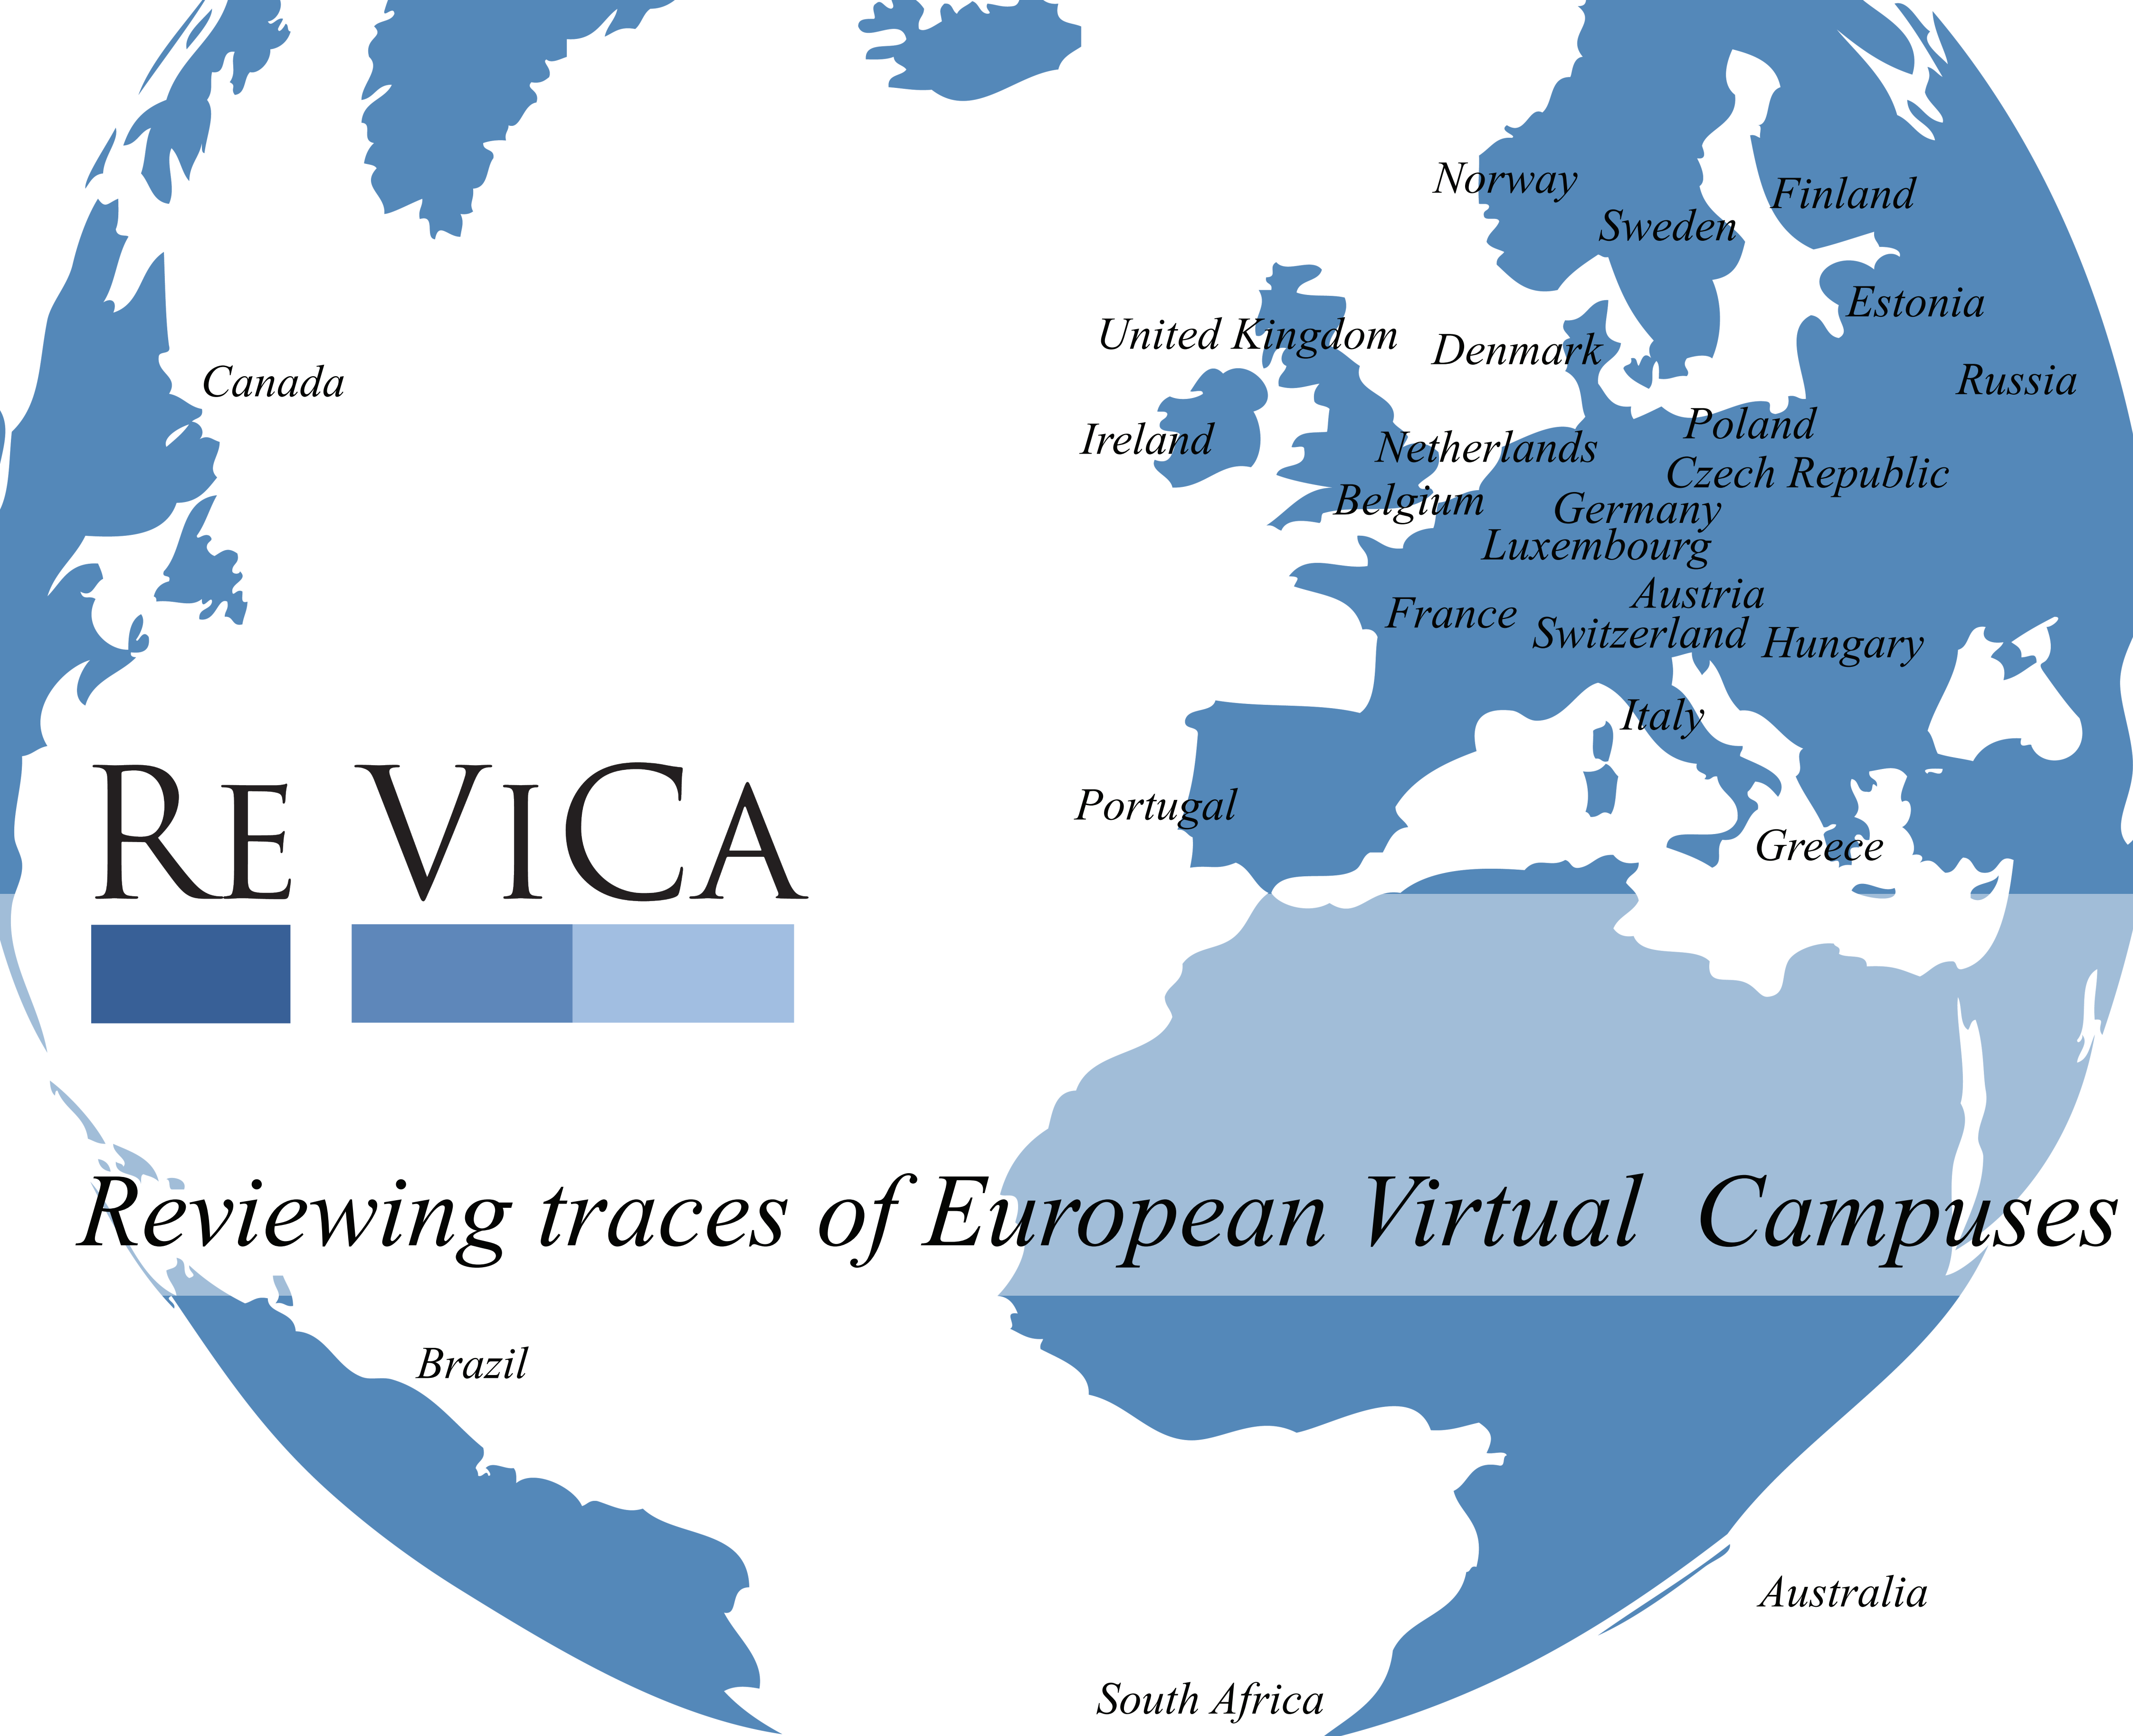 Norway
Finland
Sweden
Estonia
United Kingdom
Denmark
Russia
Canada
Poland
Ireland
Netherlands
Czech Republic
Belgium
Germany
Luxembourg
Austria
France
Switzerland
Hungary
Italy
Portugal
Greece
RE VICA
Reviewing traces of European Virtual Campuses
Brazil
Australia
South Africa